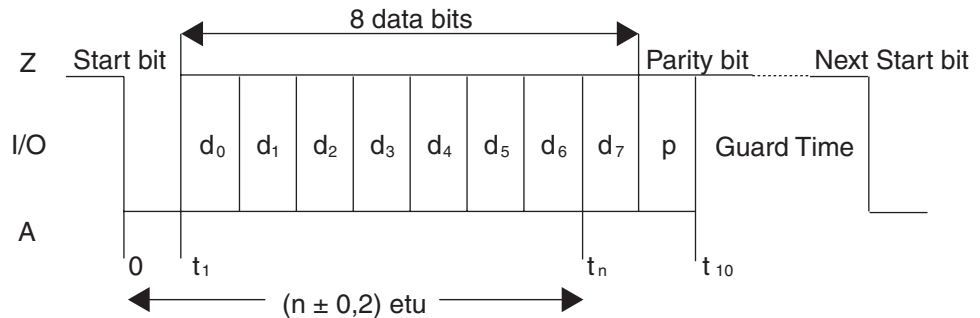 8 data bits
Z Start bit Parity bit Next Start bit
I/O d0 d1 d2 d3 d4 d5 d6 d7 p Guard Time
A
0 t1 tn t10
(n ± 0,2) etu